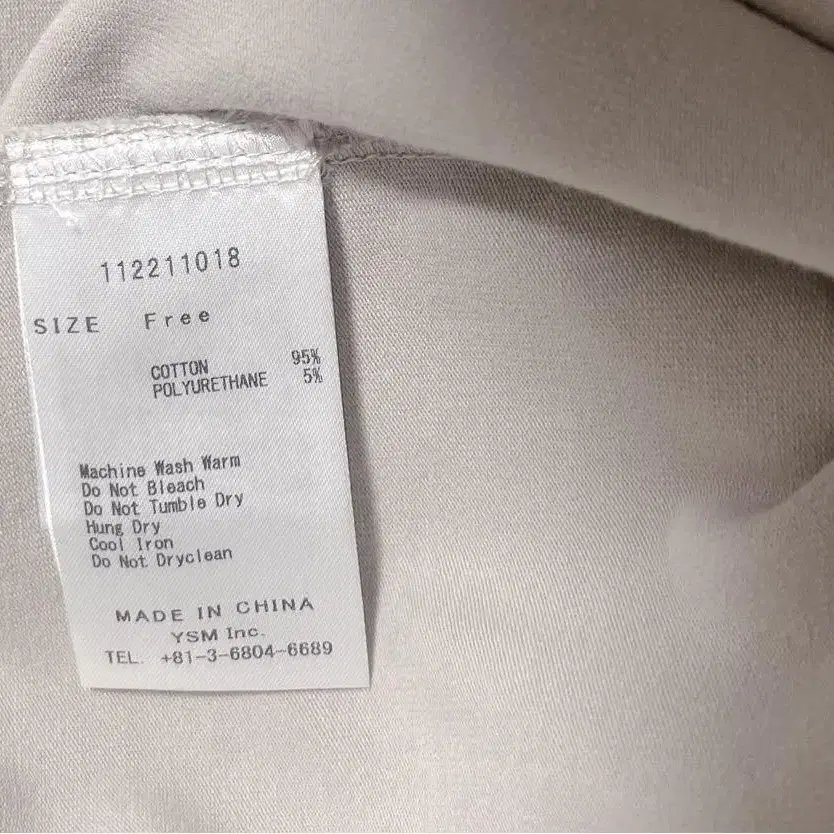 112211018
SIZE Free
COTTON 95%
POLYURETHANE 5%
Machine Wash Warm
Do Not Bleach
Do Not Tumble Dry
Hung Dry
Cool Iron
Do Not Dryclean
MADE IN CHINA
YSM Inc.
TEL. +81-3-6804-6689